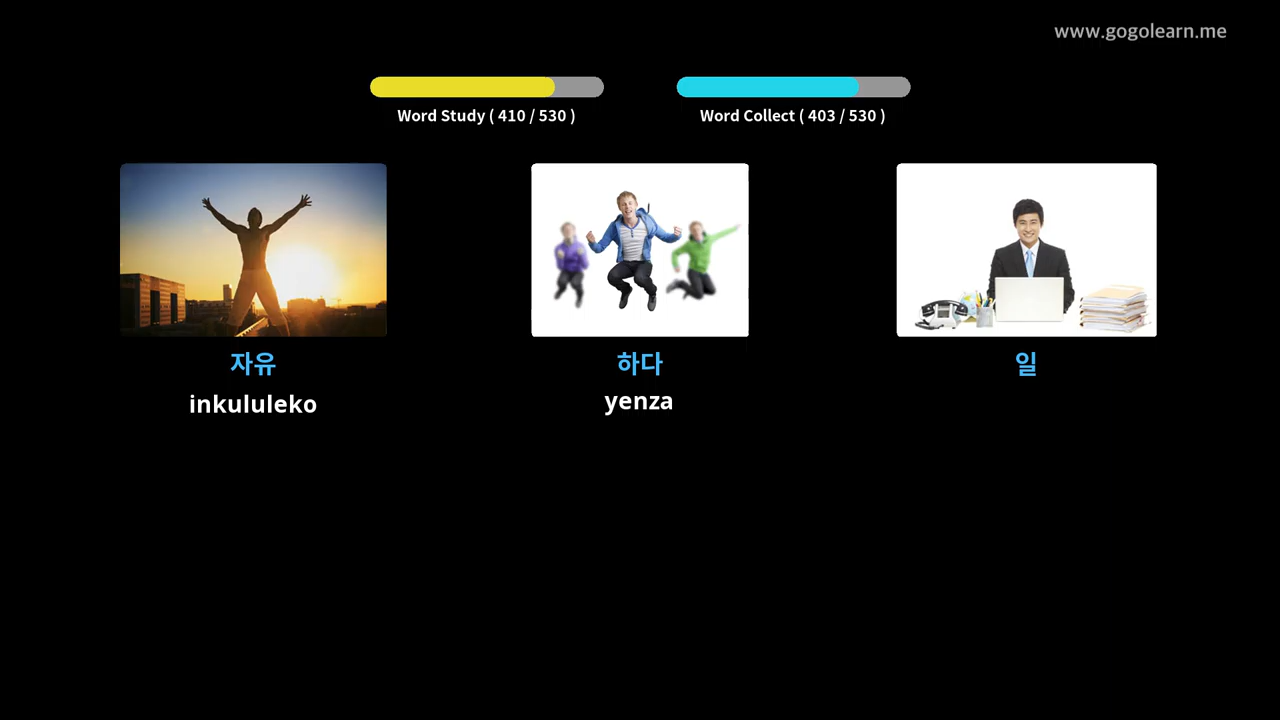 www.gogolearn.me
Word Study ( 410 / 530 )
Word Collect ( 403 / 530 )
자유
하다
일
inkululeko
yenza